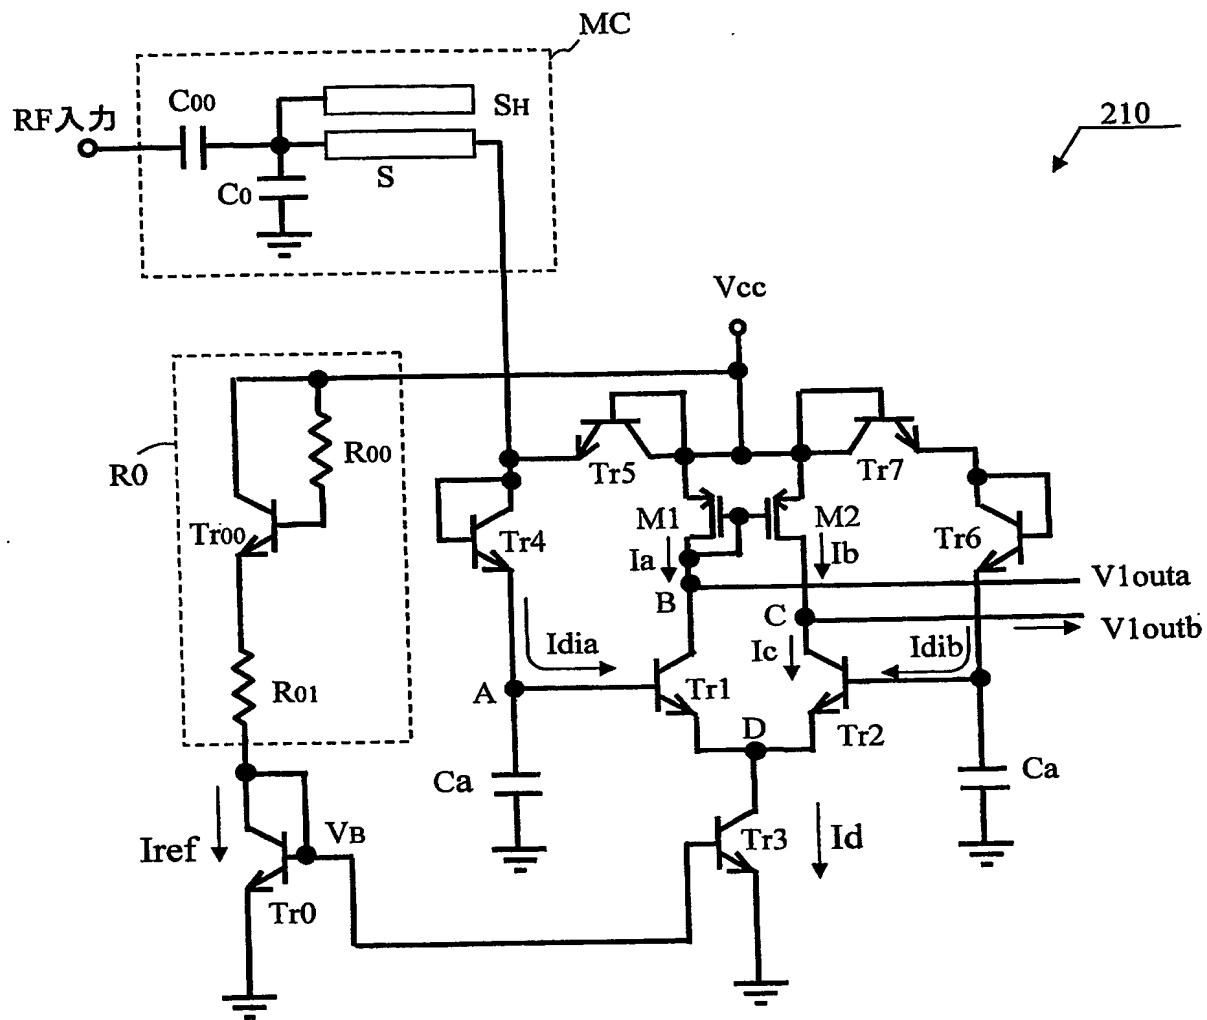 MC
C00
SH
RF入力
210
S
C0
Vcc
R00
R0
Tr5
Tr7
M1
M2
Tr00
Tr4
Tr6
Ia
Ib
B
V1outa
C
V1outb
Idia
Ic
Idib
R01
A
Tr1
D
Tr2
Ca
Ca
VB
Tr3
Id
Iref
Tr0